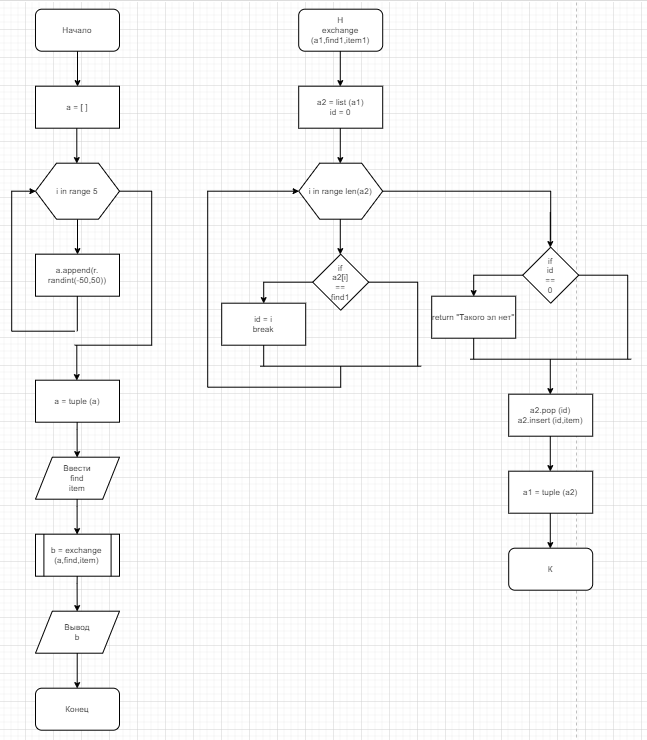 Начало
a = [ ]
i in range 5
a.append(r.
randint(-50,50))
a = tuple (a)
Ввести
find
item
b = exchange
(a,find,item)
Вывод
b
Конец
Н
exchange
(a1,find1,item1)
a2 = list (a1)
id = 0
i in range len(a2)
if
a2[i]
==
find1
id = i
break
if
id
==
0
return "Такого эл нет"
a2.pop (id)
a2.insert (id,item)
a1 = tuple (a2)
К